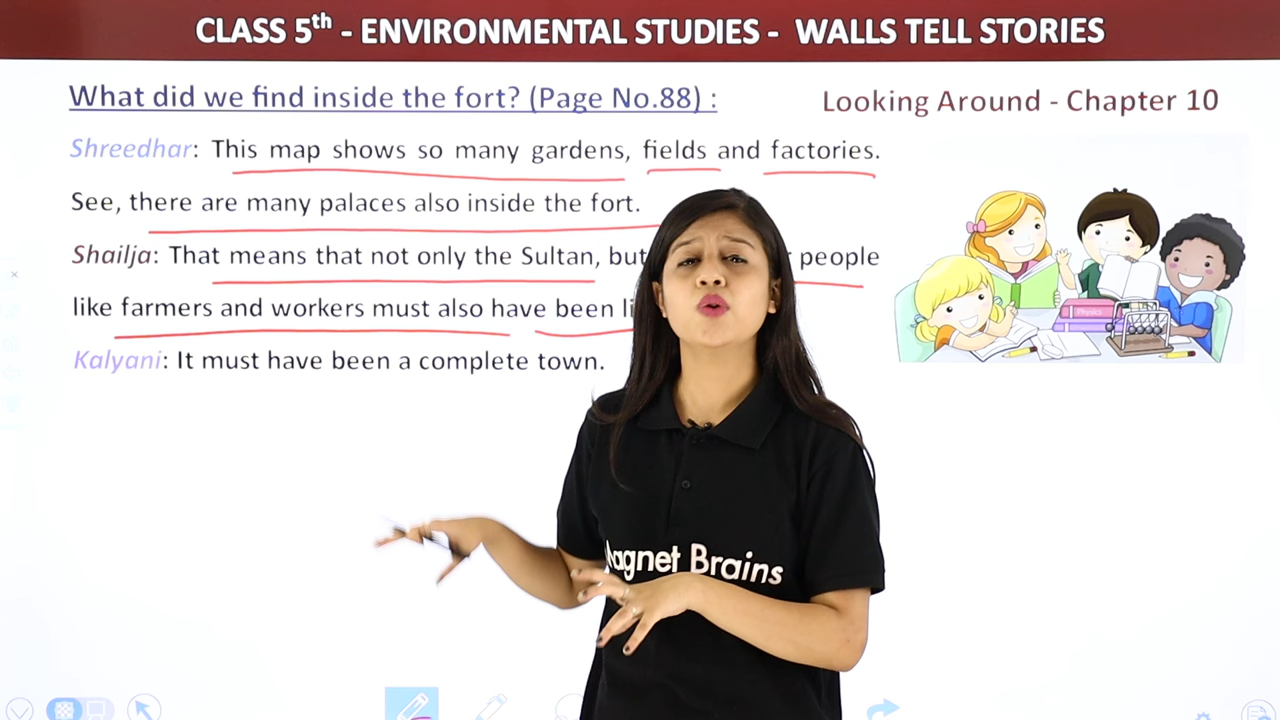 CLASS 5th - ENVIRONMENTAL STUDIES - WALLS TELL STORIES
What did we find inside the fort? (Page No.88) :
Looking Around - Chapter 10
Shreedhar: This map shows so many gardens, fields and factories.
See, there are many palaces also inside the fort.
Shailja: That means that not only the Sultan, but people
like farmers and workers must also have been
Kalyani: It must have been a complete town.
Physics
Magnet Brains